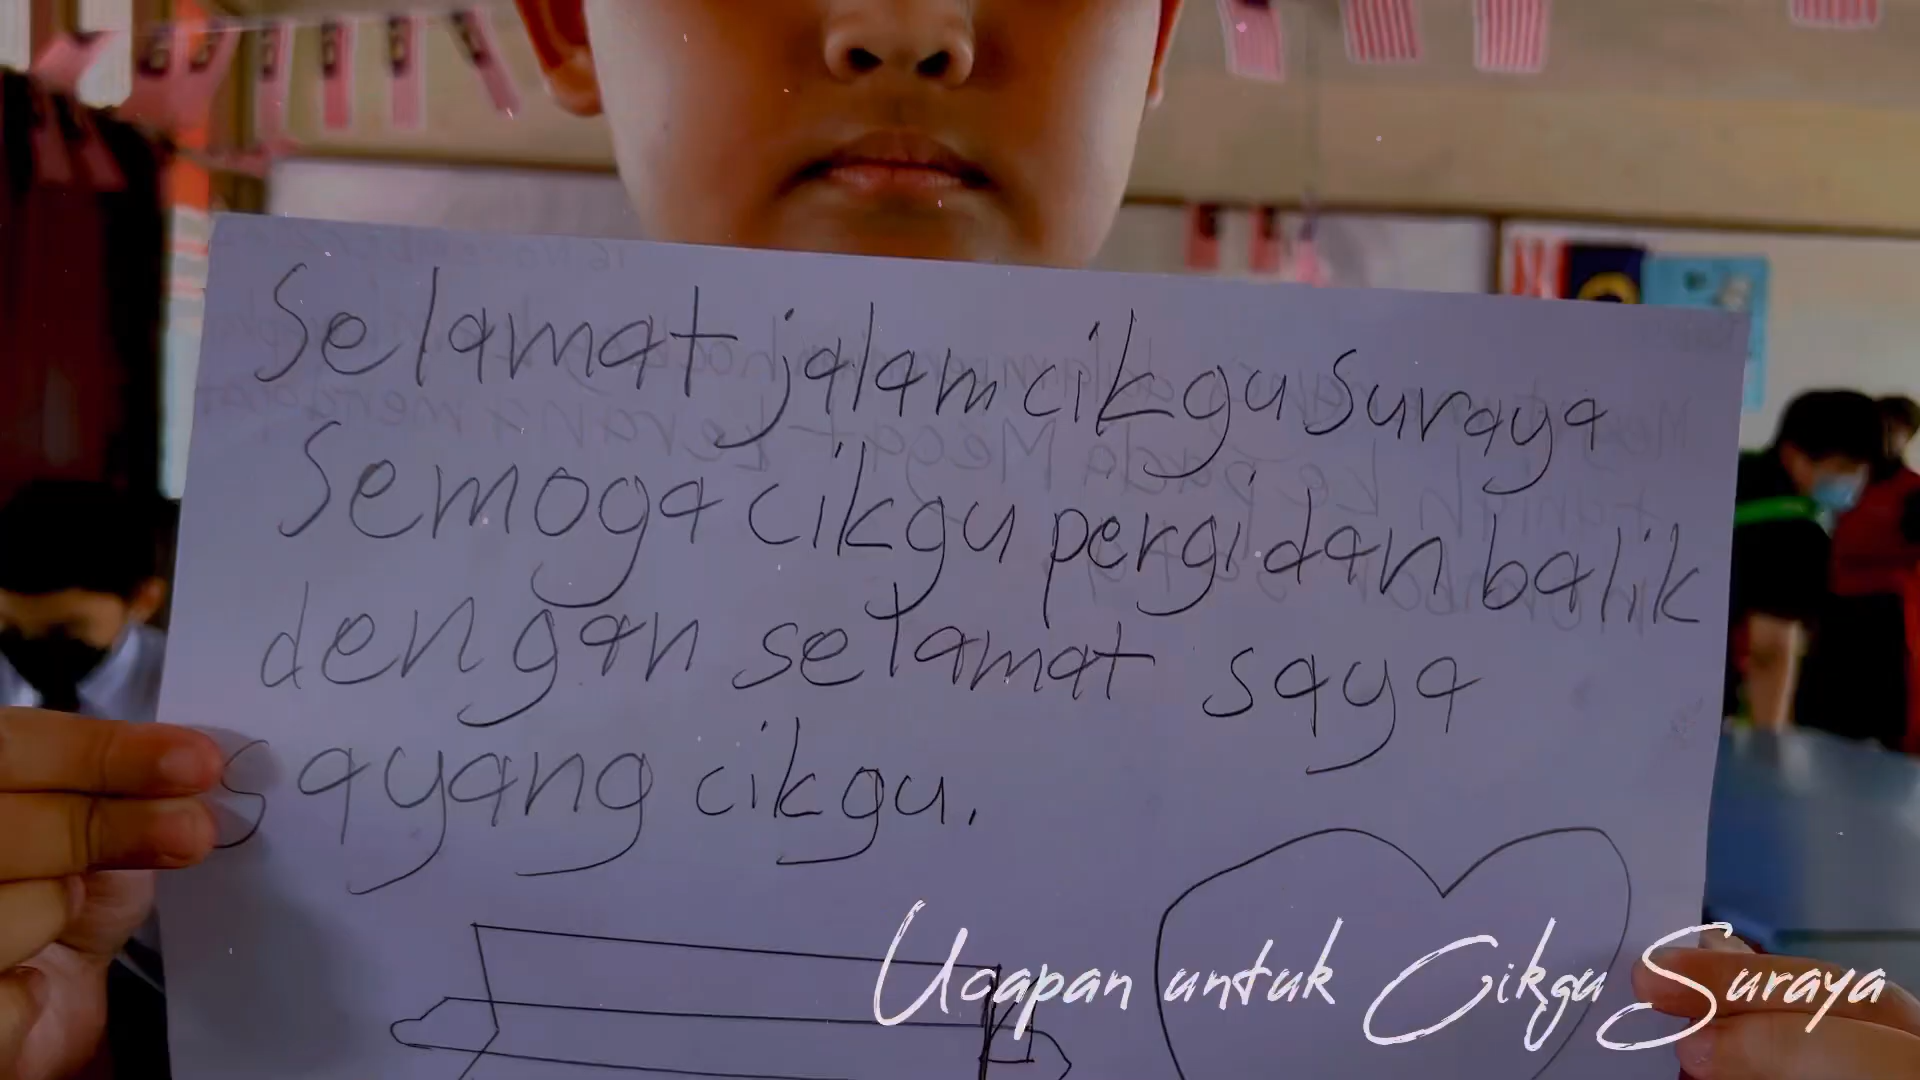 Selamat jalam cikgu Suraya
Semoga cikgu pergi dan balik
dengan selamat saya
sayang cikgu.
Ucapan untuk Cikgu Suraya